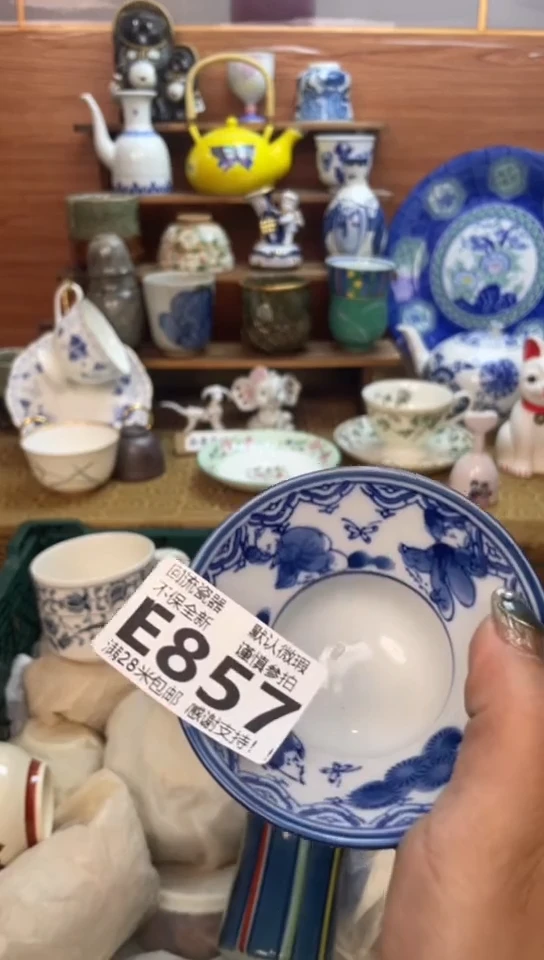 回流瓷器
不保全新
默认微瑕
谨慎参拍
E857
满28米包邮
感谢支持！